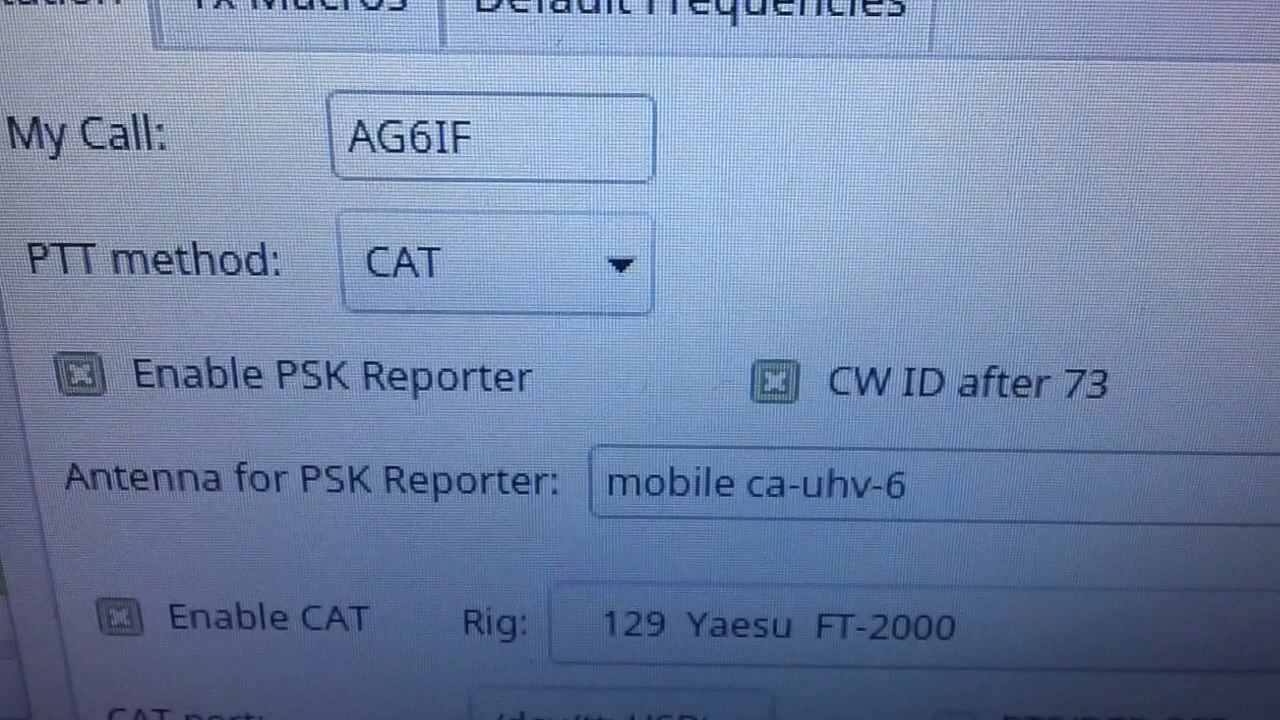 Tx Macros Default Frequencies
My Call: AG6IF
PTT method: CAT
Enable PSK Reporter CW ID after 73
Antenna for PSK Reporter: mobile ca-uhv-6
Enable CAT Rig: 129 Yaesu FT-2000
CAT port: